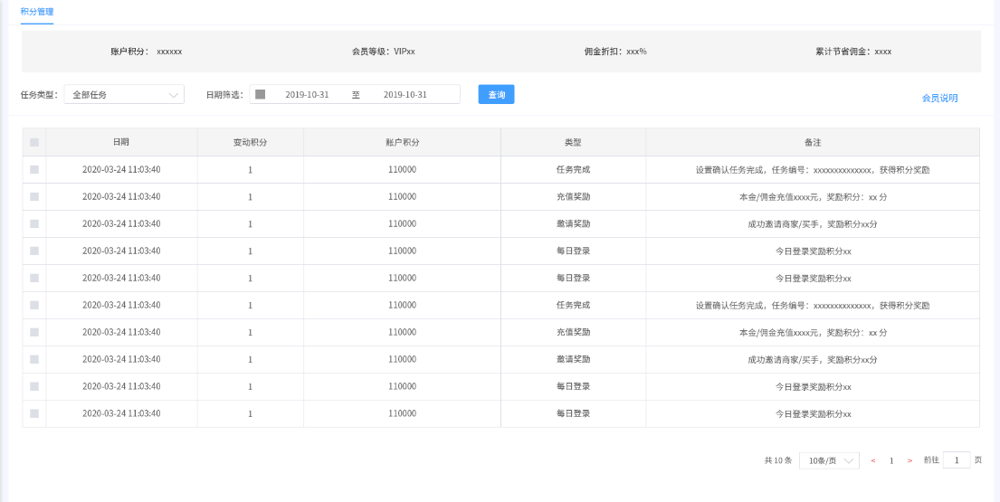 积分管理
账户积分： xxxxxx 会员等级：VIPxx 佣金折扣：xxx% 累计节省佣金：xxxx
任务类型： 全部任务 日期筛选： 2019-10-31 至 2019-10-31 查询 会员说明
日期 变动积分 账户积分 类型 备注
2020-03-24 11:03:40 1 110000 任务完成 设置确认任务完成，任务编号：xxxxxxxxxxxxxx，获得积分奖励
2020-03-24 11:03:40 1 110000 充值奖励 本金/佣金充值xxxx元，奖励积分：xx 分
2020-03-24 11:03:40 1 110000 邀请奖励 成功邀请商家/买手，奖励积分xx分
2020-03-24 11:03:40 1 110000 每日登录 今日登录奖励积分xx
2020-03-24 11:03:40 1 110000 每日登录 今日登录奖励积分xx
2020-03-24 11:03:40 1 110000 任务完成 设置确认任务完成，任务编号：xxxxxxxxxxxxxx，获得积分奖励
2020-03-24 11:03:40 1 110000 充值奖励 本金/佣金充值xxxx元，奖励积分：xx 分
2020-03-24 11:03:40 1 110000 邀请奖励 成功邀请商家/买手，奖励积分xx分
2020-03-24 11:03:40 1 110000 每日登录 今日登录奖励积分xx
2020-03-24 11:03:40 1 110000 每日登录 今日登录奖励积分xx
共 10 条 10条/页 < 1 > 前往 1 页